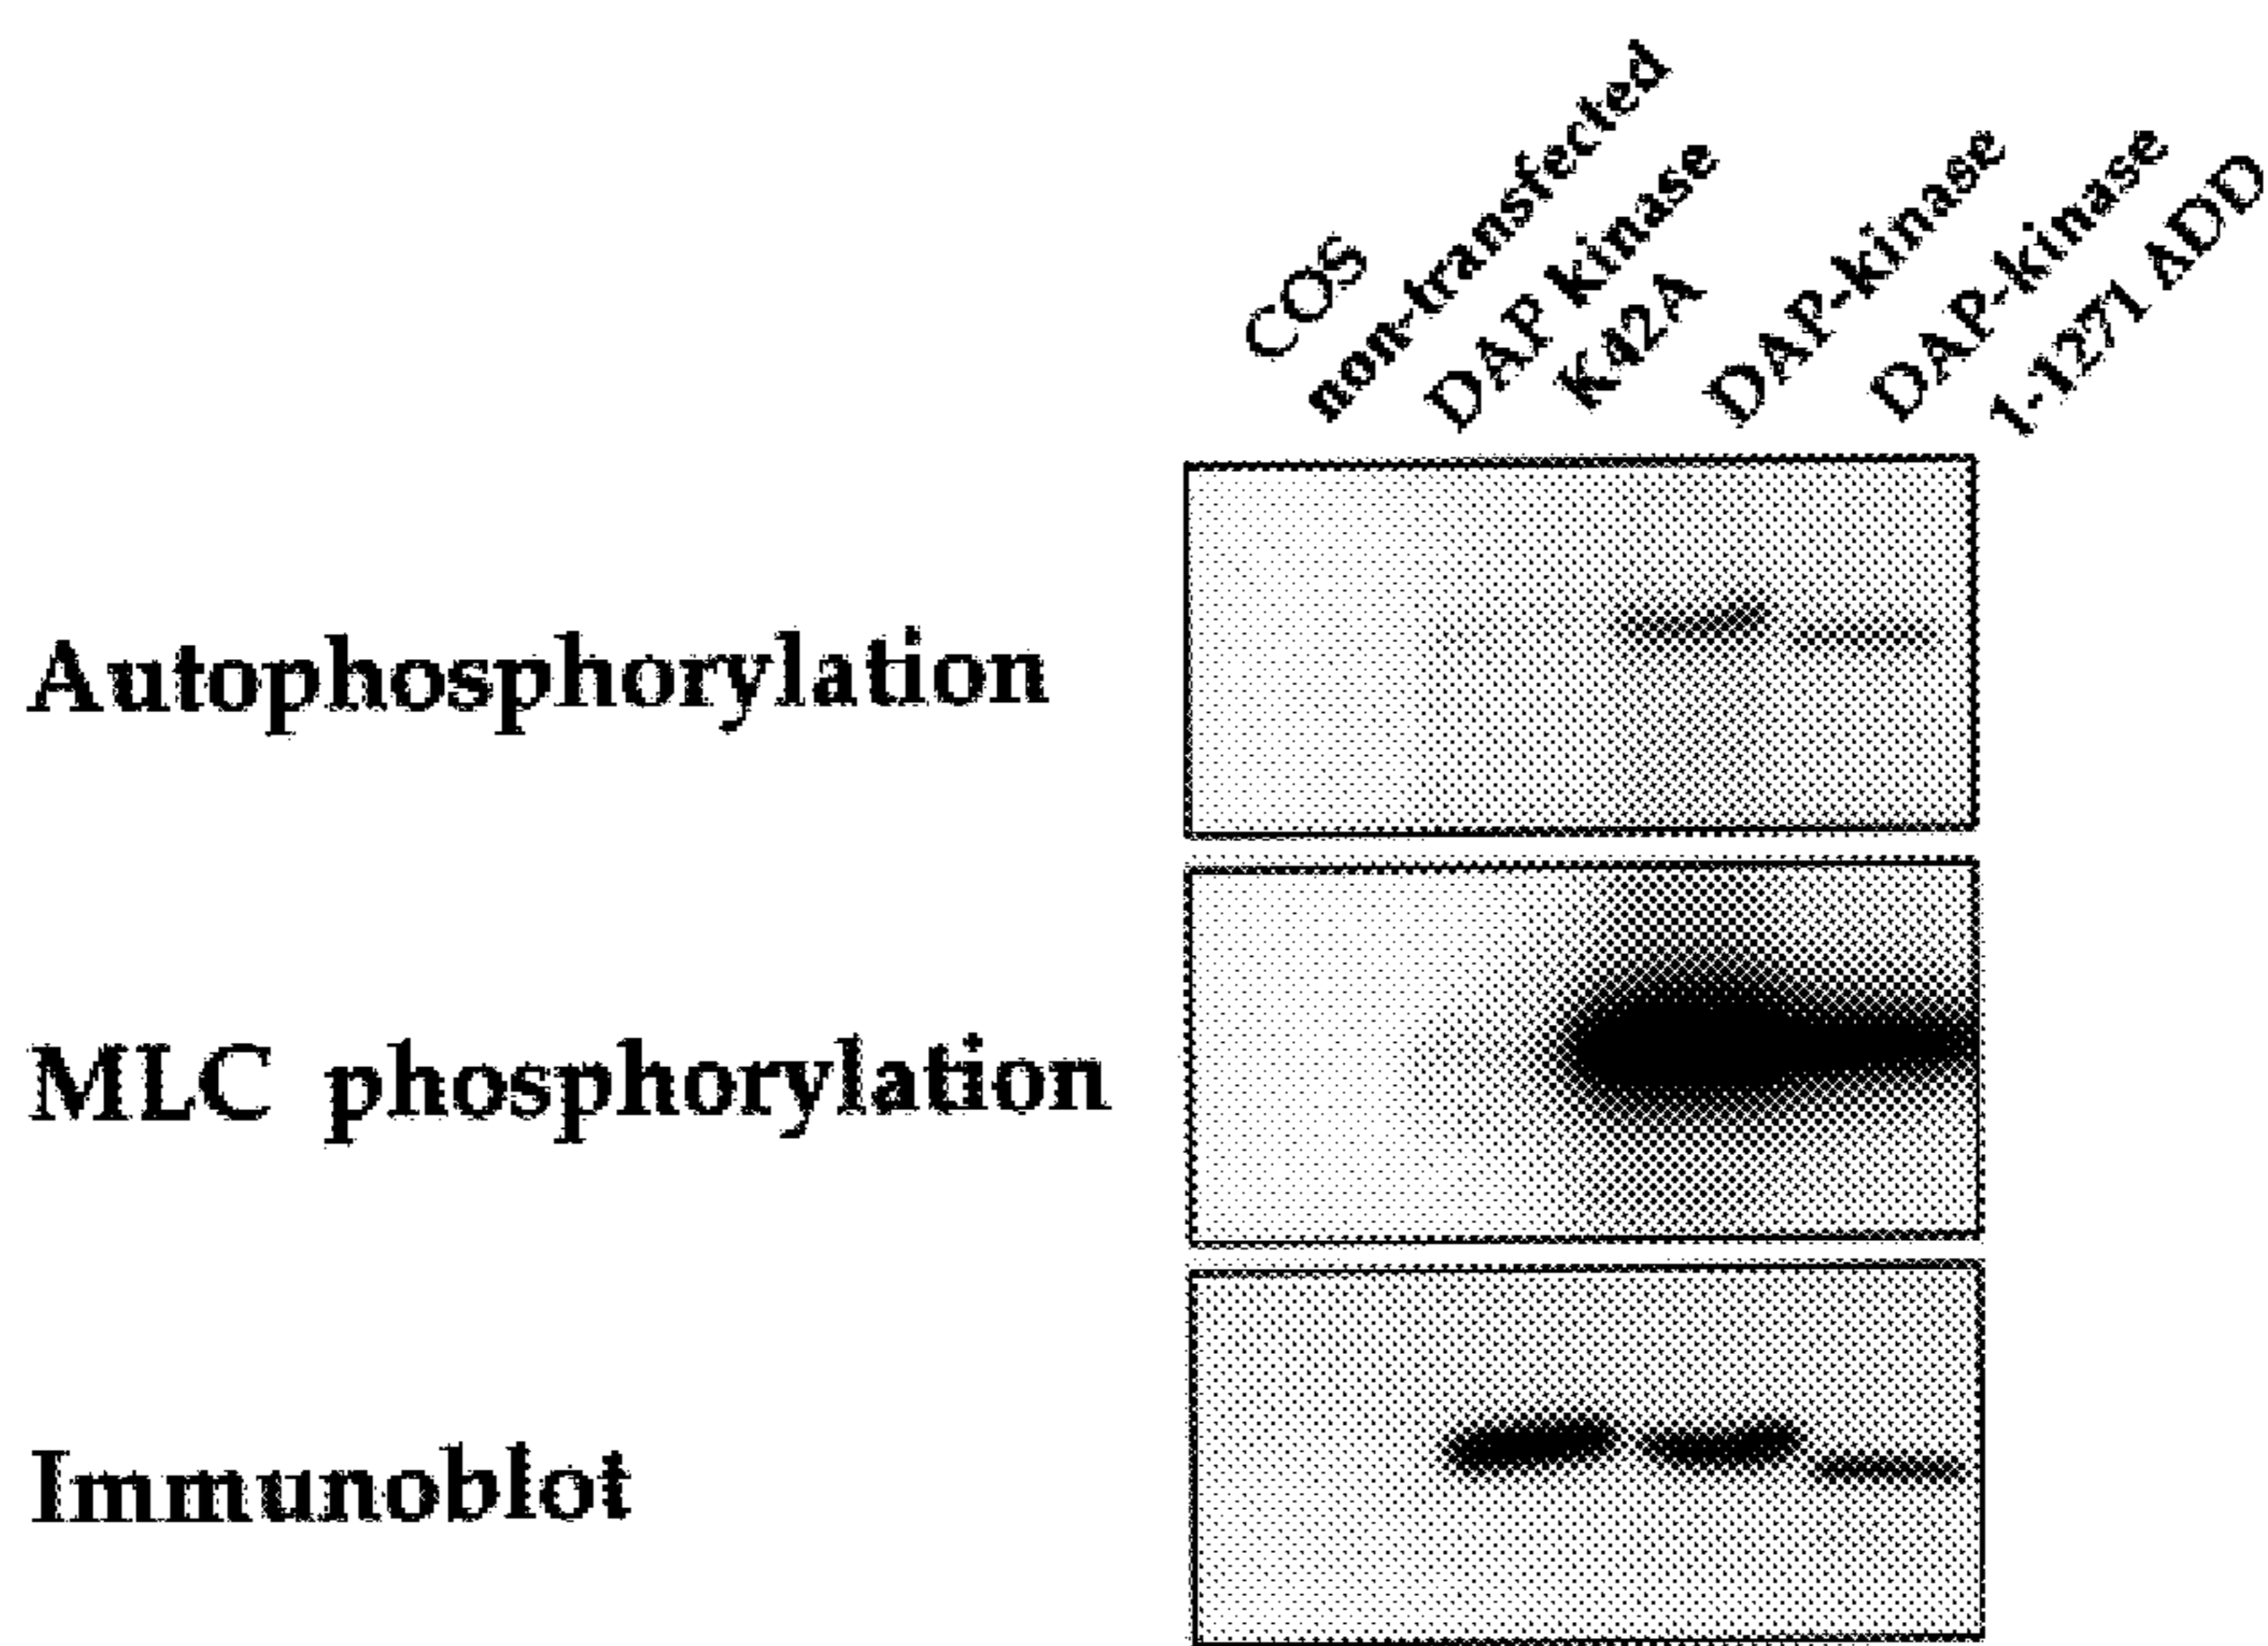 COS
non-transfected
DAP kinase
K42A
DAP-kinase
DAP-kinase
1-1271 ΔDD
Autophosphorylation
MLC phosphorylation
Immunoblot